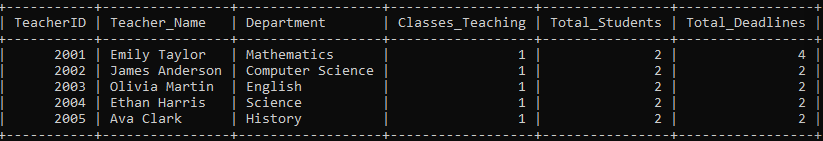 +-----------+----------------+------------------+------------------+----------------+-----------------+
| TeacherID | Teacher_Name | Department | Classes_Teaching | Total_Students | Total_Deadlines |
+-----------+----------------+------------------+------------------+----------------+-----------------+
| 2001 | Emily Taylor | Mathematics | 1 | 2 | 4 |
| 2002 | James Anderson | Computer Science | 1 | 2 | 2 |
| 2003 | Olivia Martin | English | 1 | 2 | 2 |
| 2004 | Ethan Harris | Science | 1 | 2 | 2 |
| 2005 | Ava Clark | History | 1 | 2 | 2 |
+-----------+----------------+------------------+------------------+----------------+-----------------+